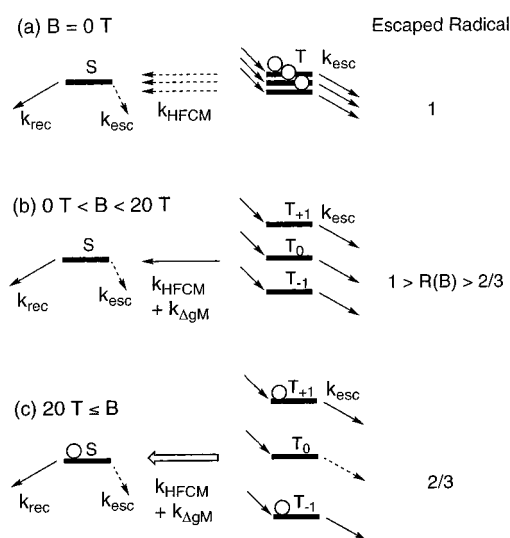 (a) B = 0 T
Escaped Radical
S
T
k_esc
k_rec
k_esc
k_HFCM
1
(b) 0 T < B < 20 T
S
T_+1
k_esc
T_0
T_-1
k_rec
k_esc
k_HFCM
+ k_ΔgM
1 > R(B) > 2/3
(c) 20 T ≤ B
S
T_+1
k_esc
T_0
T_-1
k_rec
k_esc
k_HFCM
+ k_ΔgM
2/3